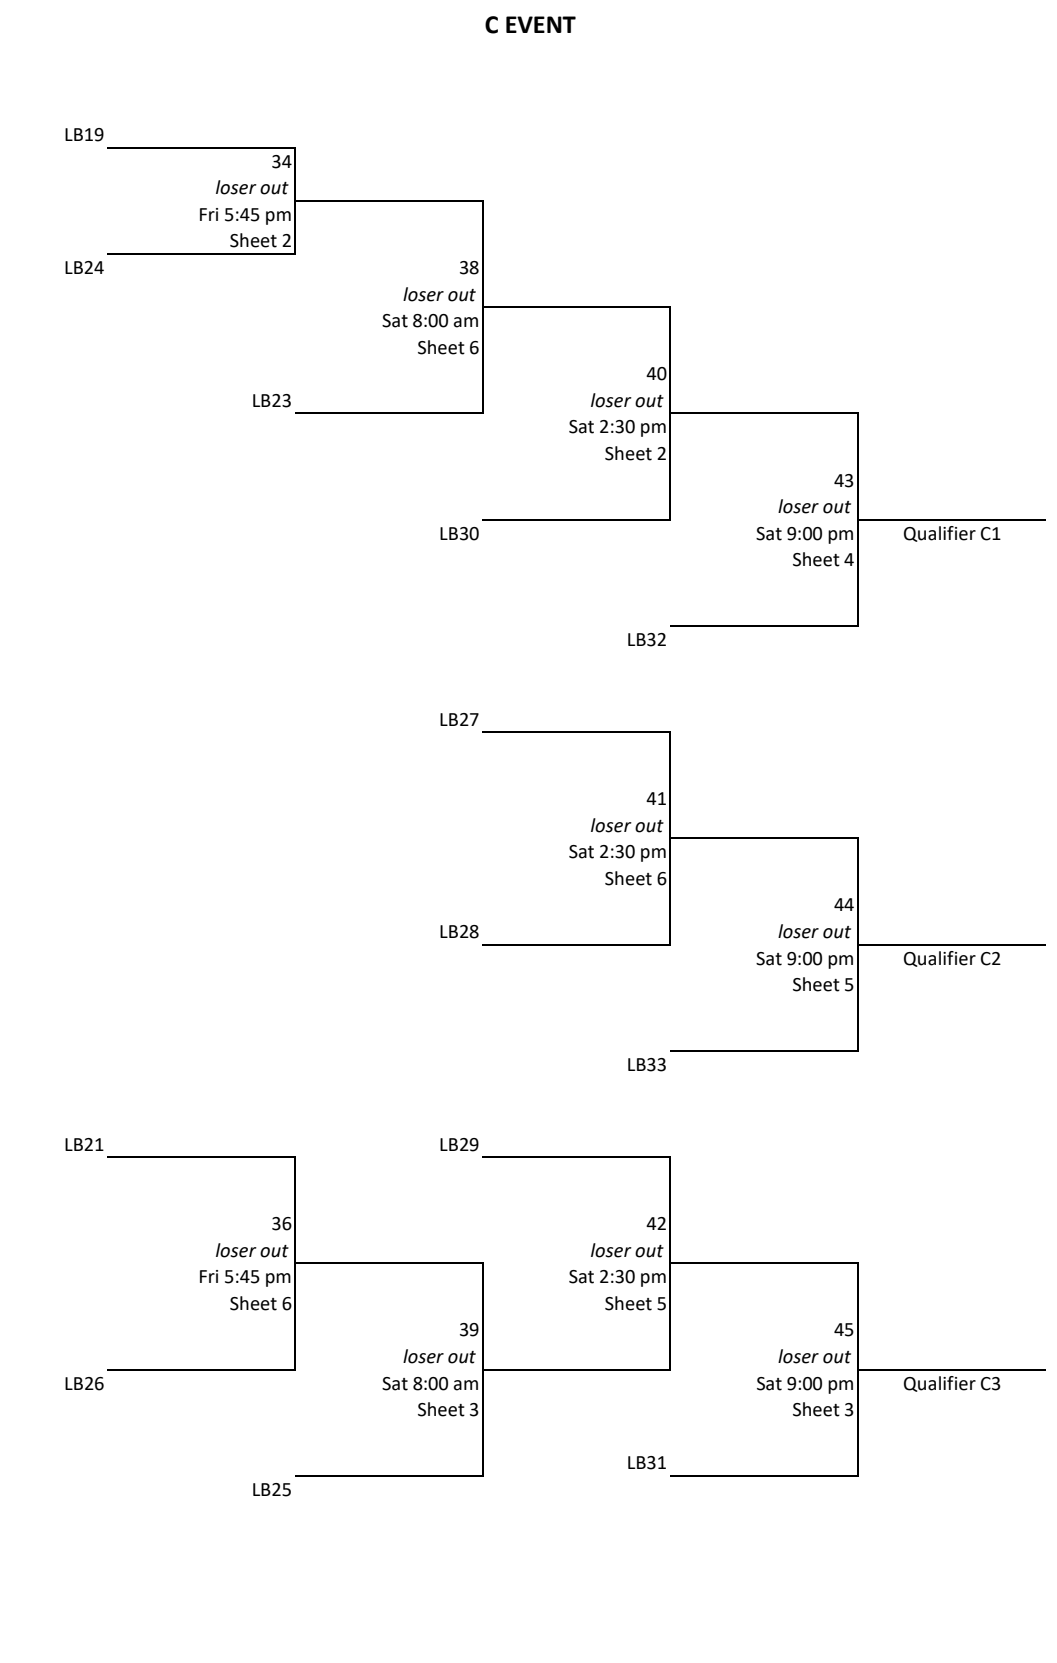 C EVENT
LB19
34
loser out
Fri 5:45 pm
Sheet 2
LB24
38
loser out
Sat 8:00 am
Sheet 6
LB23
40
loser out
Sat 2:30 pm
Sheet 2
LB30
43
loser out
Sat 9:00 pm
Sheet 4
Qualifier C1
LB32
LB27
41
loser out
Sat 2:30 pm
Sheet 6
LB28
44
loser out
Sat 9:00 pm
Sheet 5
Qualifier C2
LB33
LB21
36
loser out
Fri 5:45 pm
Sheet 6
LB26
LB29
42
loser out
Sat 2:30 pm
Sheet 5
39
loser out
Sat 8:00 am
Sheet 3
LB25
45
loser out
Sat 9:00 pm
Sheet 3
Qualifier C3
LB31